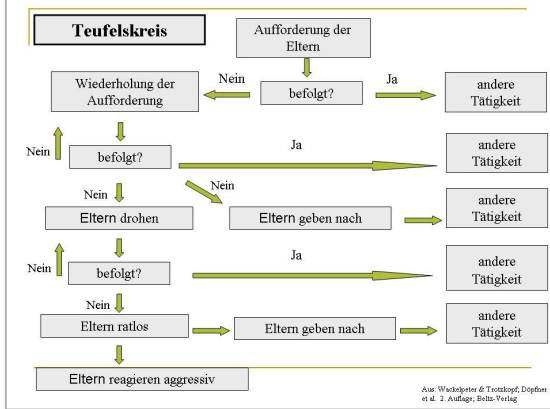 Teufelskreis
Aufforderung der
Eltern
Wiederholung der
Aufforderung
Nein
befolgt?
Ja
andere
Tätigkeit
Nein
befolgt?
Ja
andere
Tätigkeit
Nein
Nein
Eltern drohen
Eltern geben nach
andere
Tätigkeit
Nein
befolgt?
Ja
andere
Tätigkeit
Nein
Eltern ratlos
Eltern geben nach
andere
Tätigkeit
Eltern reagieren aggressiv
Aus: Wackelpeter & Trotzkopf; Döpfner
et al. 2. Auflage; Beltz-Verlag